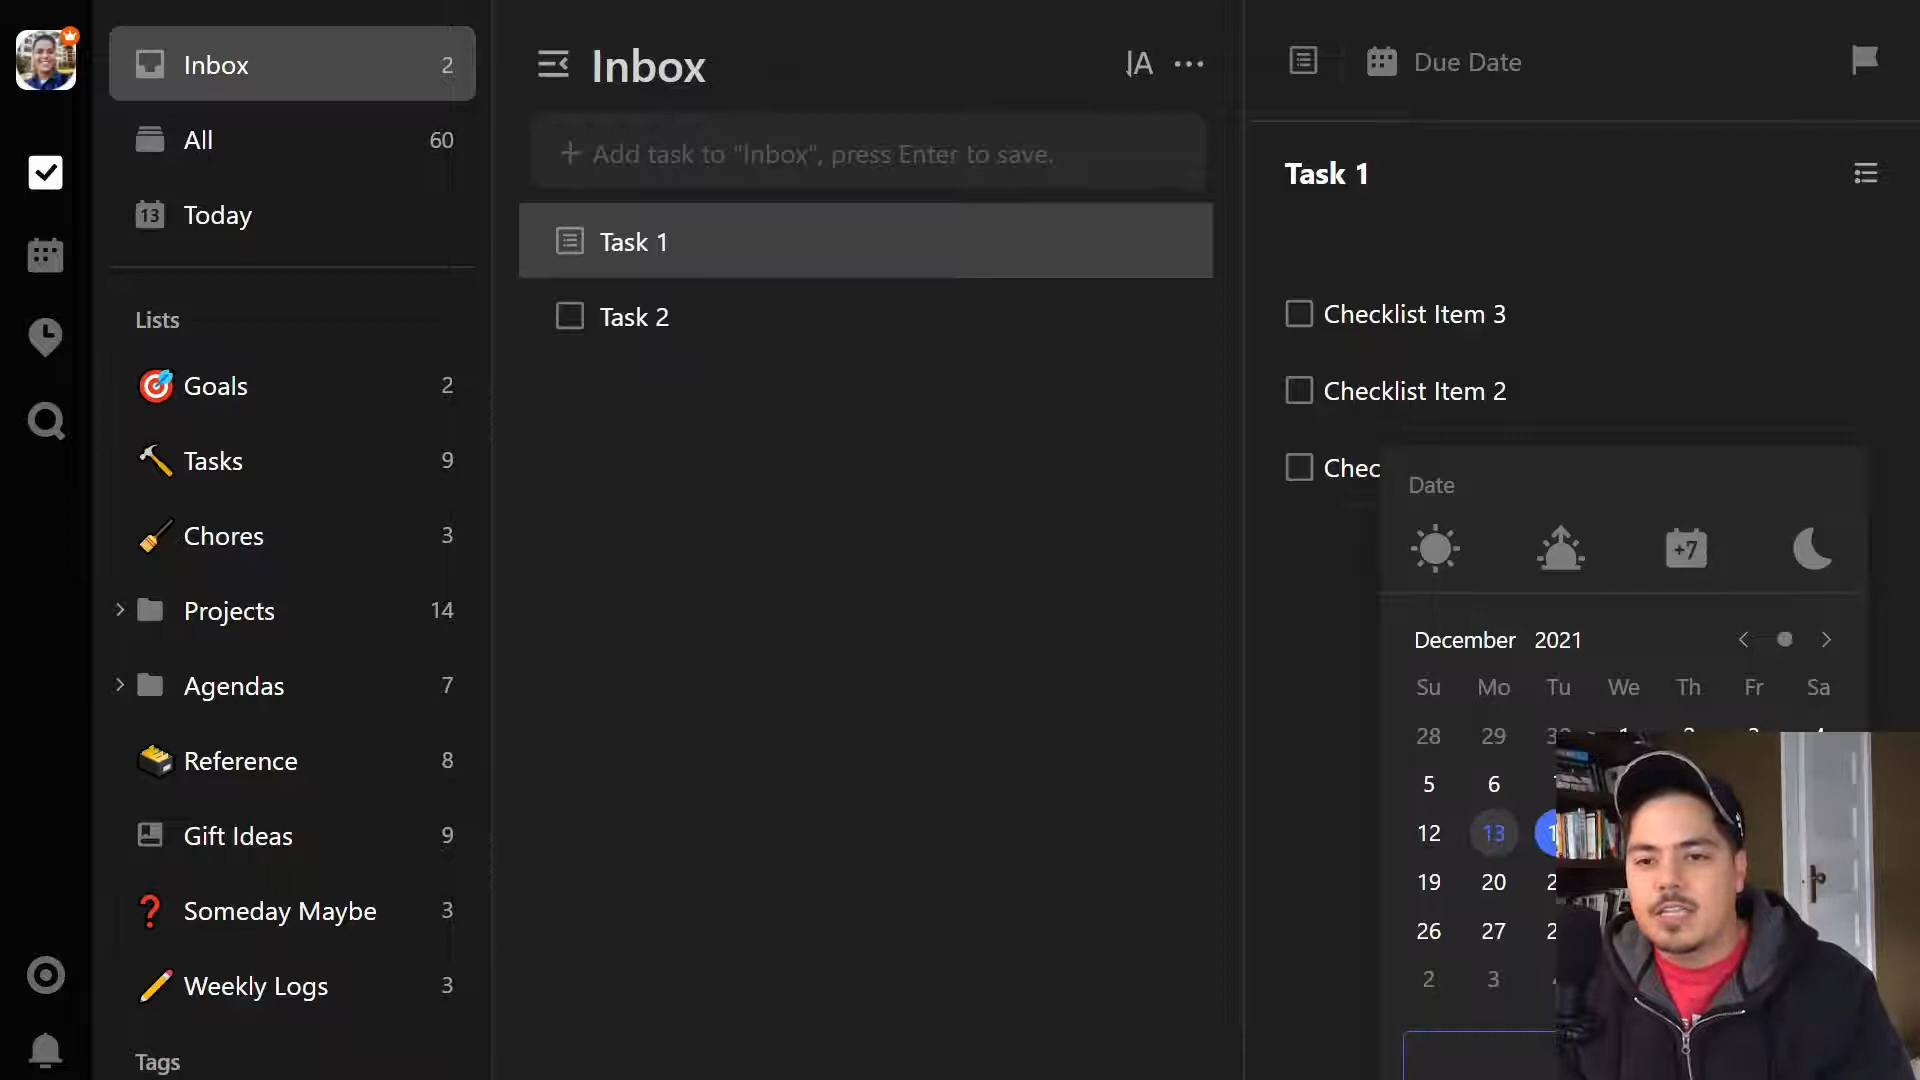 Inbox 2
All 60
13 Today
Lists
Goals 2
Tasks 9
Chores 3
Projects 14
Agendas 7
Reference 8
Gift Ideas 9
Someday Maybe 3
Weekly Logs 3
Tags
Inbox
A
+ Add task to "Inbox", press Enter to save.
Task 1
Task 2
Due Date
Task 1
Checklist Item 3
Checklist Item 2
Chec
Date
+7
December 2021
Su Mo Tu We Th Fr Sa
28 29
5 6
12 13
19 20
26 27
2 3